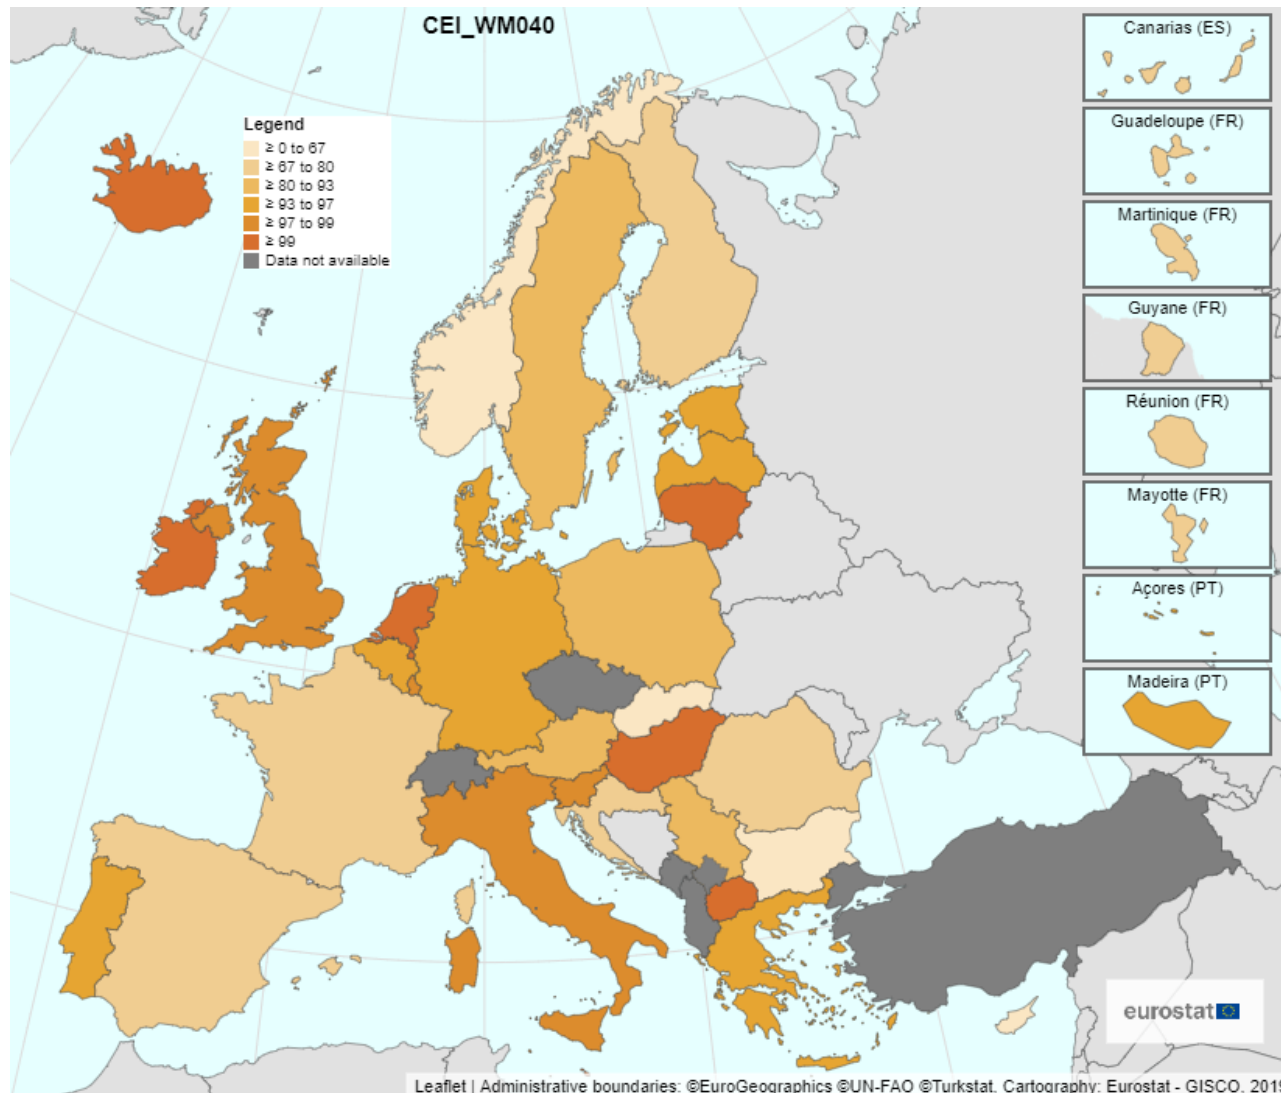 CEI_WM040
Legend
≥ 0 to 67
≥ 67 to 80
≥ 80 to 93
≥ 93 to 97
≥ 97 to 99
≥ 99
Data not available
Canarias (ES)
Guadeloupe (FR)
Martinique (FR)
Guyane (FR)
Réunion (FR)
Mayotte (FR)
Açores (PT)
Madeira (PT)
eurostat
Leaflet | Administrative boundaries: ©EuroGeographics ©UN-FAO ©Turkstat. Cartography: Eurostat - GISCO, 2019